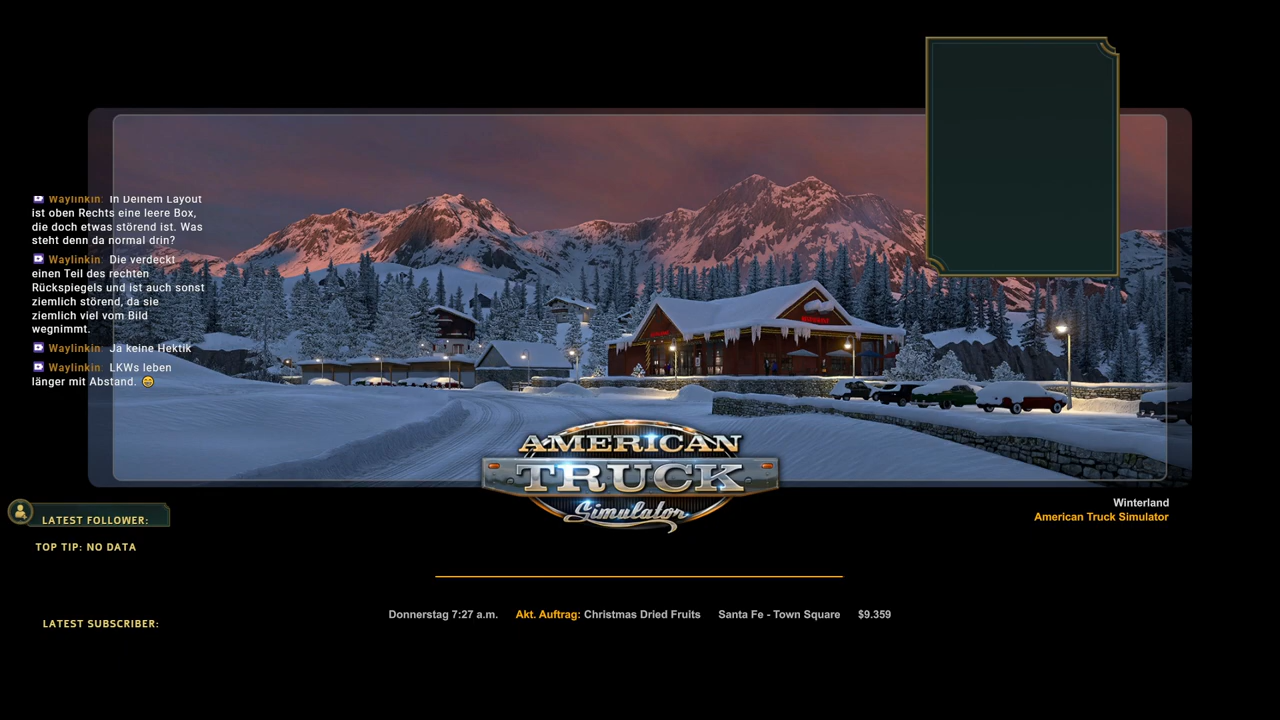 Waylinkin: In Deinem Layout
ist oben Rechts eine leere Box,
die doch etwas störend ist. Was
steht denn da normal drin?
Waylinkin: Die verdeckt
einen Teil des rechten
Rückspiegels und ist auch sonst
ziemlich störend, da sie
ziemlich viel vom Bild
wegnimmt.
Waylinkin: Ja keine Hektik
Waylinkin: LKWs leben
länger mit Abstand. 😄
AMERICAN
TRUCK
Simulator
Winterland
American Truck Simulator
LATEST FOLLOWER:
TOP TIP: NO DATA
LATEST SUBSCRIBER:
Donnerstag 7:27 a.m. Akt. Auftrag: Christmas Dried Fruits Santa Fe - Town Square $9.359